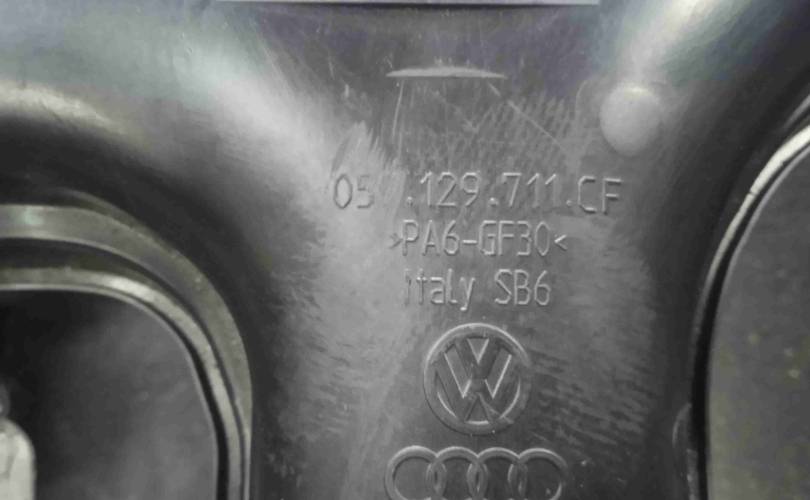 .129.711.CF
>PA6-GF30<
Italy SB6